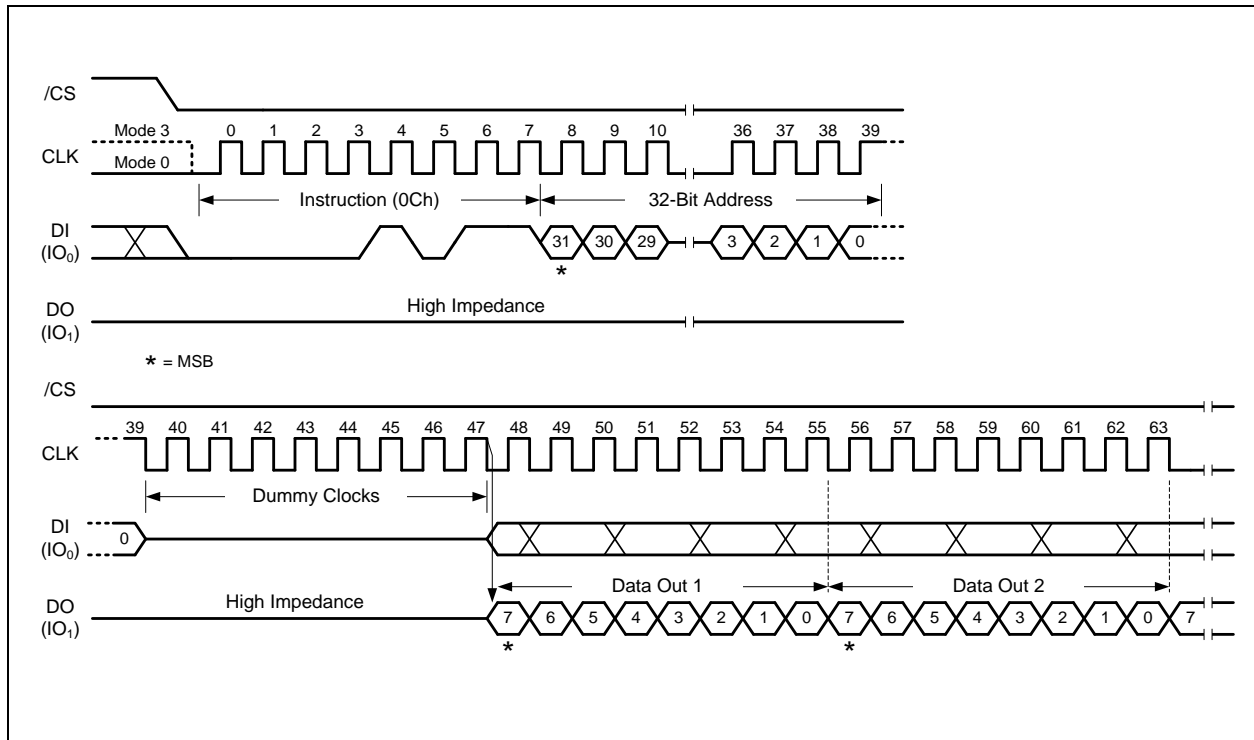 /CS
Mode 3 0 1 2 3 4 5 6 7 8 9 10 36 37 38 39
CLK
Mode 0
Instruction (0Ch) 32-Bit Address
DI
(IO0) 31 30 29 3 2 1 0
*
DO
(IO1) High Impedance
* = MSB
/CS
39 40 41 42 43 44 45 46 47 48 49 50 51 52 53 54 55 56 57 58 59 60 61 62 63
CLK
Dummy Clocks
DI
(IO0) 0
Data Out 1 Data Out 2
DO
(IO1) High Impedance 7 6 5 4 3 2 1 0 7 6 5 4 3 2 1 0 7
* *